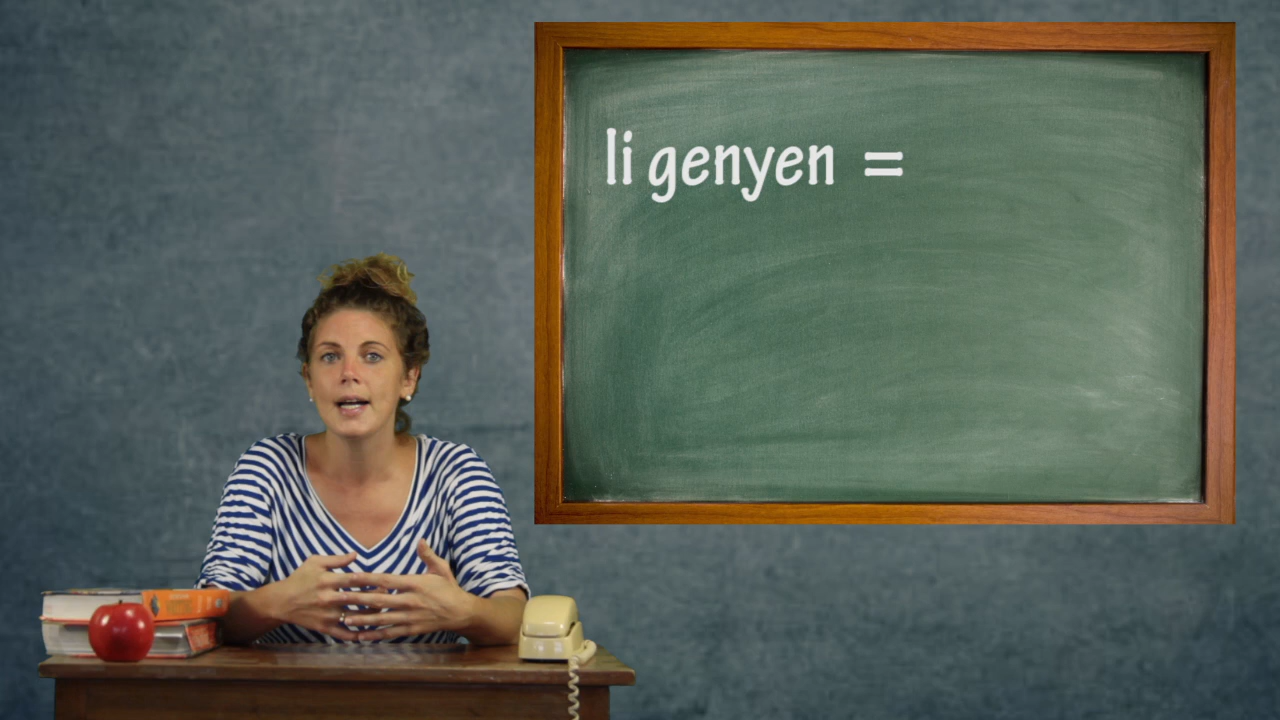 li genyen =